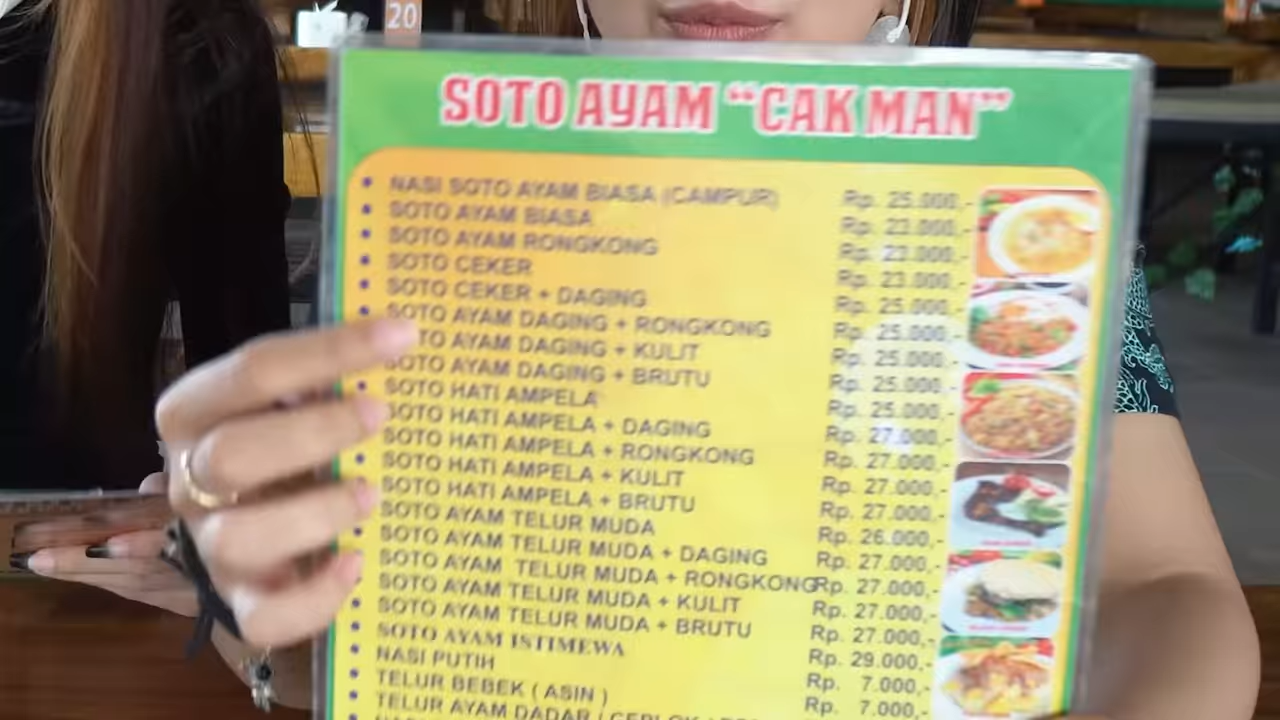 20
SOTO AYAM "CAK MAN"
• NASI SOTO AYAM BIASA (CAMPUR) Rp. 25.000,-
• SOTO AYAM BIASA Rp. 23.000,-
• SOTO AYAM RONGKONG Rp. 23.000,-
• SOTO CEKER Rp. 23.000,-
• SOTO CEKER + DAGING Rp. 25.000,-
• SOTO AYAM DAGING + RONGKONG Rp. 25.000,-
SOTO AYAM DAGING + KULIT Rp. 25.000,-
• SOTO AYAM DAGING + BRUTU Rp. 25.000,-
• SOTO HATI AMPELA Rp. 25.000,-
SOTO HATI AMPELA + DAGING Rp. 27.000,-
• SOTO HATI AMPELA + RONGKONG Rp. 27.000,-
• SOTO HATI AMPELA + KULIT Rp. 27.000,-
• SOTO HATI AMPELA + BRUTU Rp. 27.000,-
• SOTO AYAM TELUR MUDA Rp. 26.000,-
• SOTO AYAM TELUR MUDA + DAGING Rp. 27.000,-
• SOTO AYAM TELUR MUDA + RONGKONG Rp. 27.000,-
• SOTO AYAM TELUR MUDA + KULIT Rp. 27.000,-
• SOTO AYAM TELUR MUDA + BRUTU Rp. 27.000,-
• SOTO AYAM ISTIMEWA Rp. 29.000,-
• NASI PUTIH Rp. 7.000,-
• TELUR BEBEK ( ASIN ) Rp. 7.000,-
• TELUR AYAM DADAR / CEPLOK /